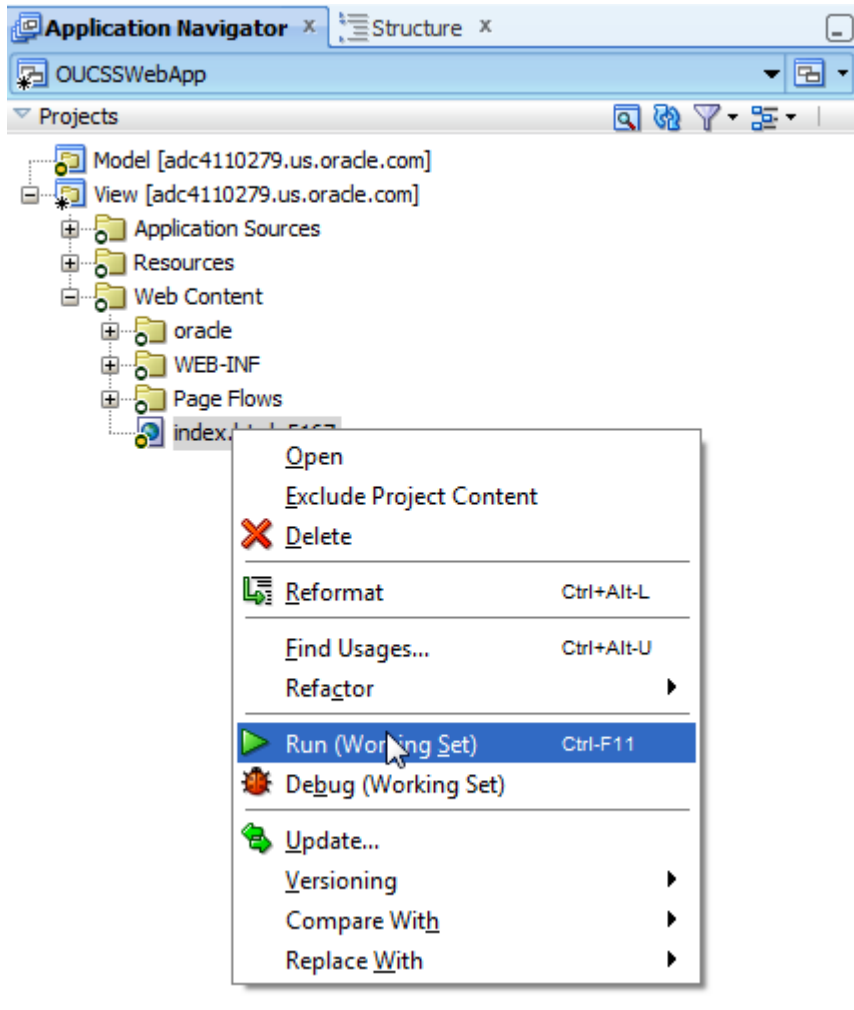 Application Navigator x Structure x
OUCSSWebApp
Projects
Model [adc4110279.us.oracle.com]
View [adc4110279.us.oracle.com]
Application Sources
Resources
Web Content
oracle
WEB-INF
Page Flows
index.
Open
Exclude Project Content
Delete
Reformat Ctrl+Alt-L
Find Usages... Ctrl+Alt-U
Refactor
Run (Working Set) Ctrl-F11
Debug (Working Set)
Update...
Versioning
Compare With
Replace With